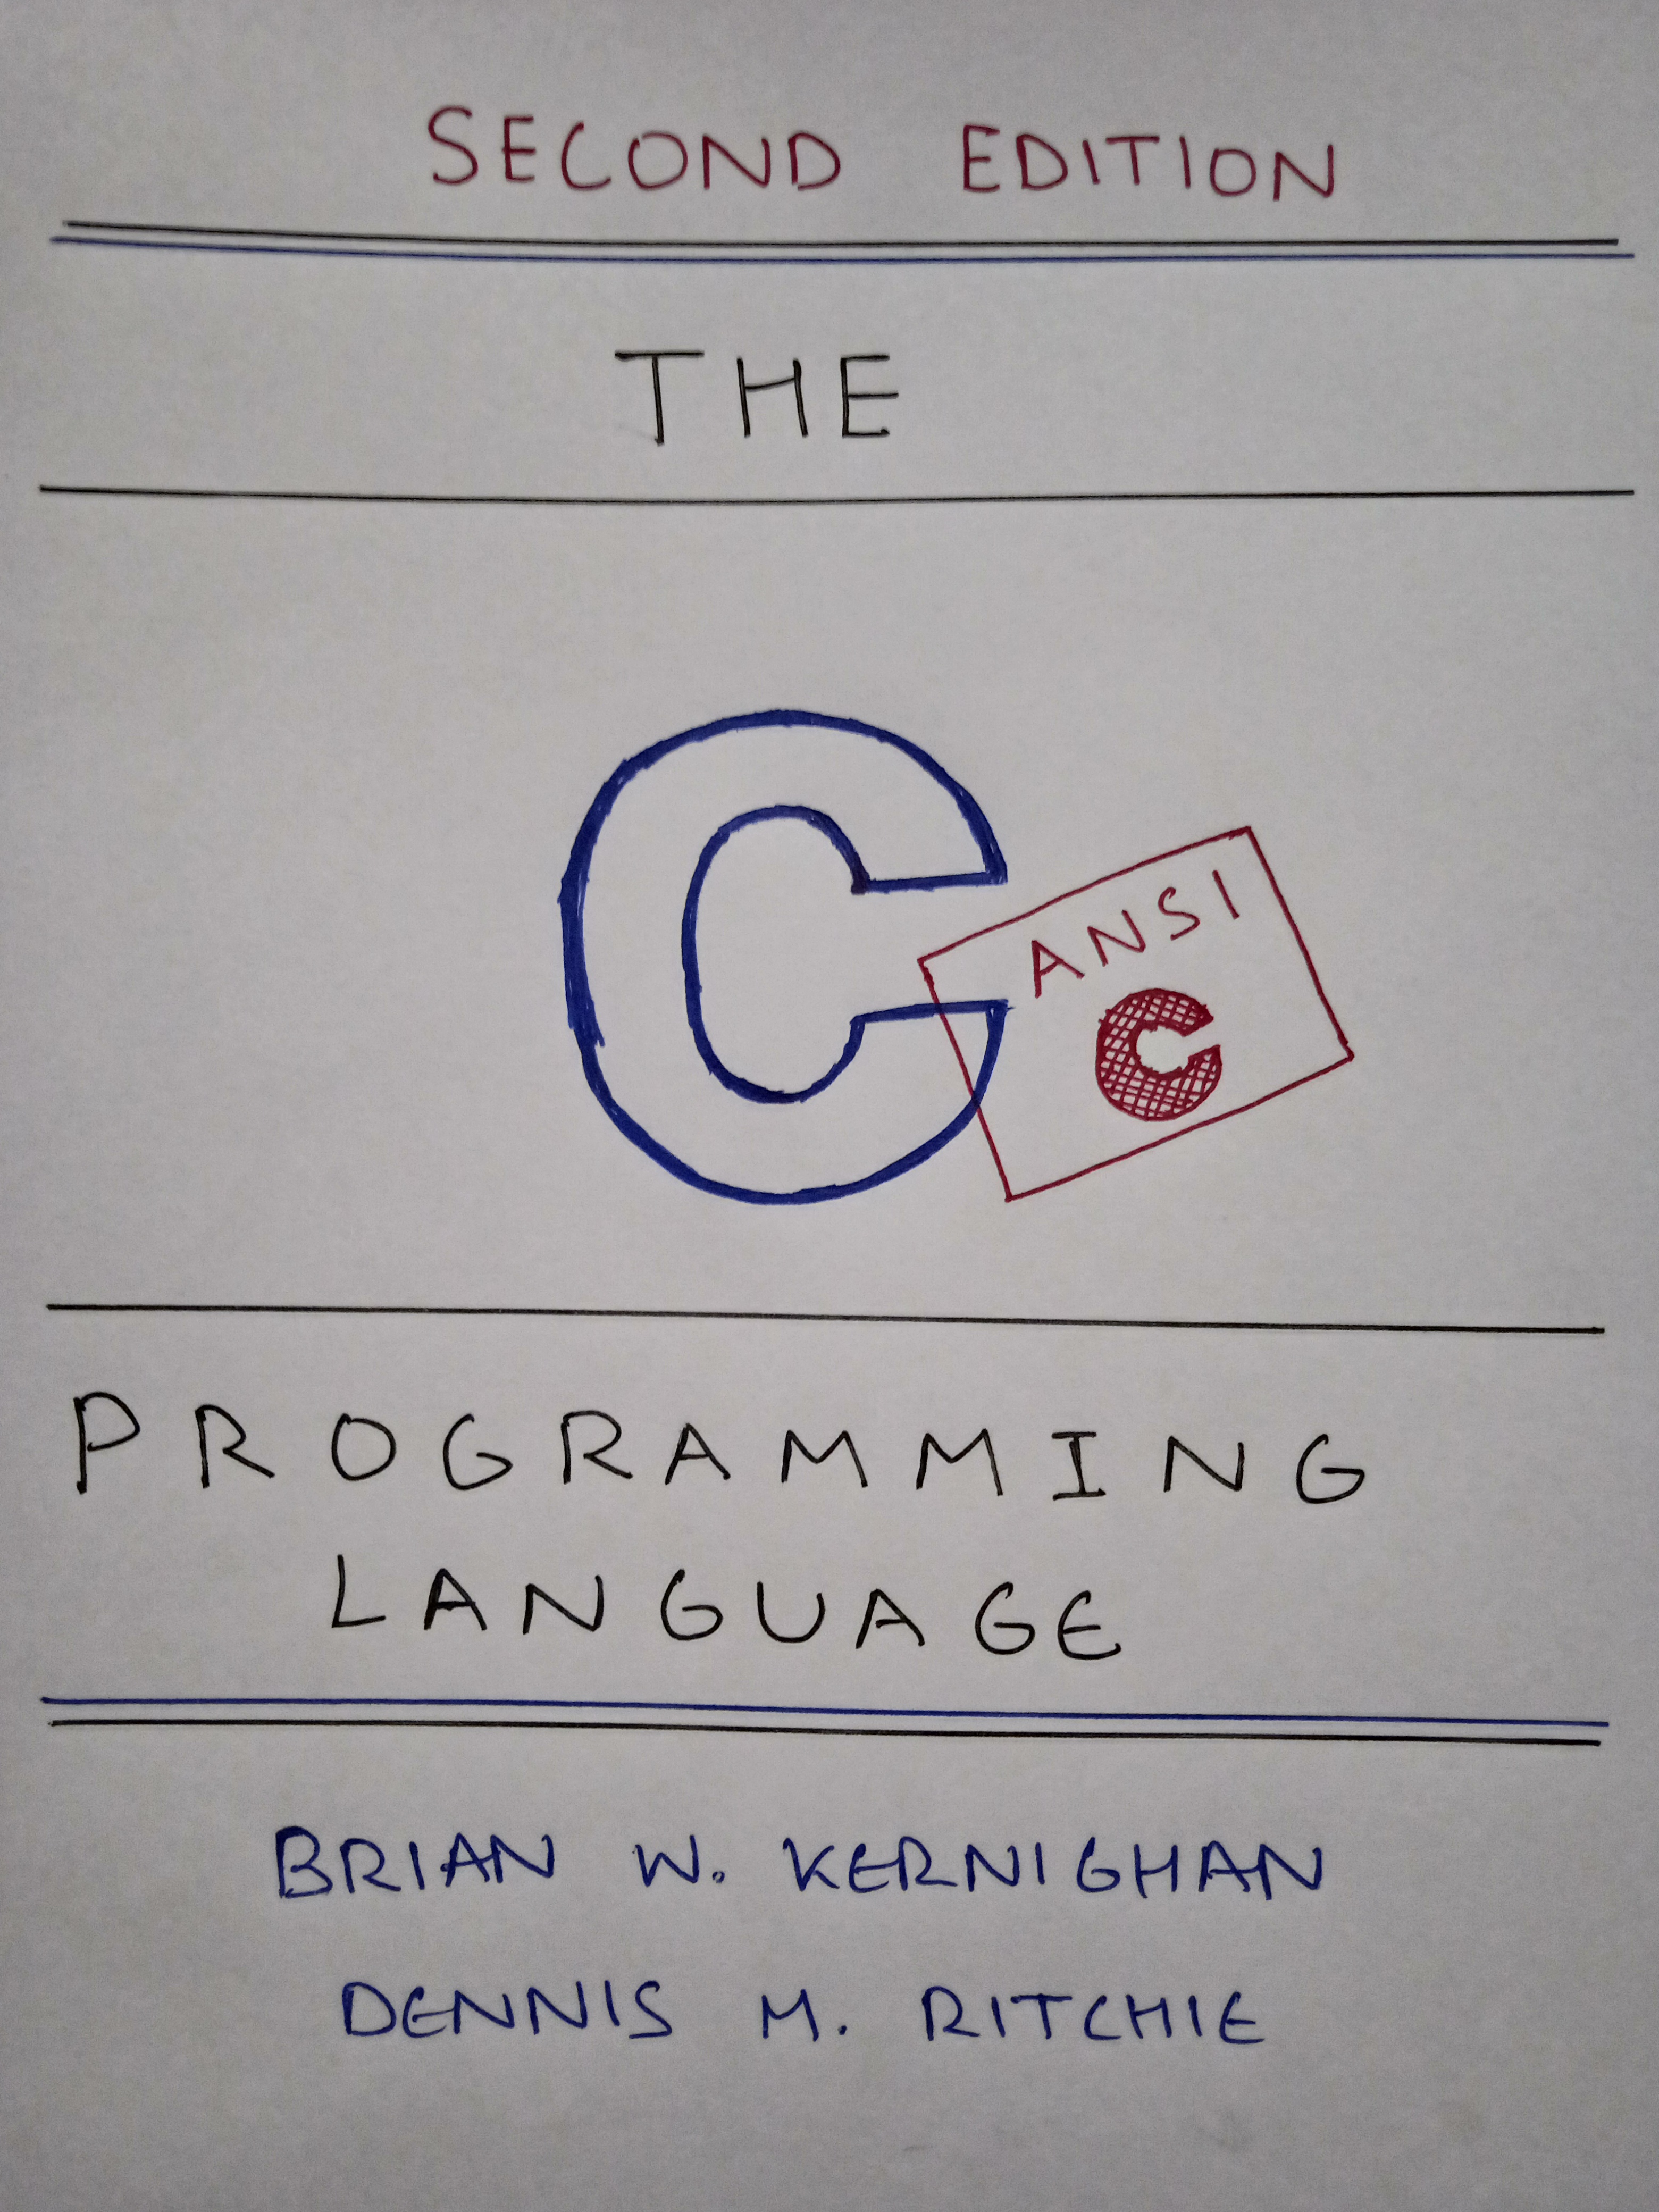 SECOND EDITION
THE
C
ANSI
C
PROGRAMMING
LANGUAGE
BRIAN W. KERNIGHAN
DENNIS M. RITCHIE